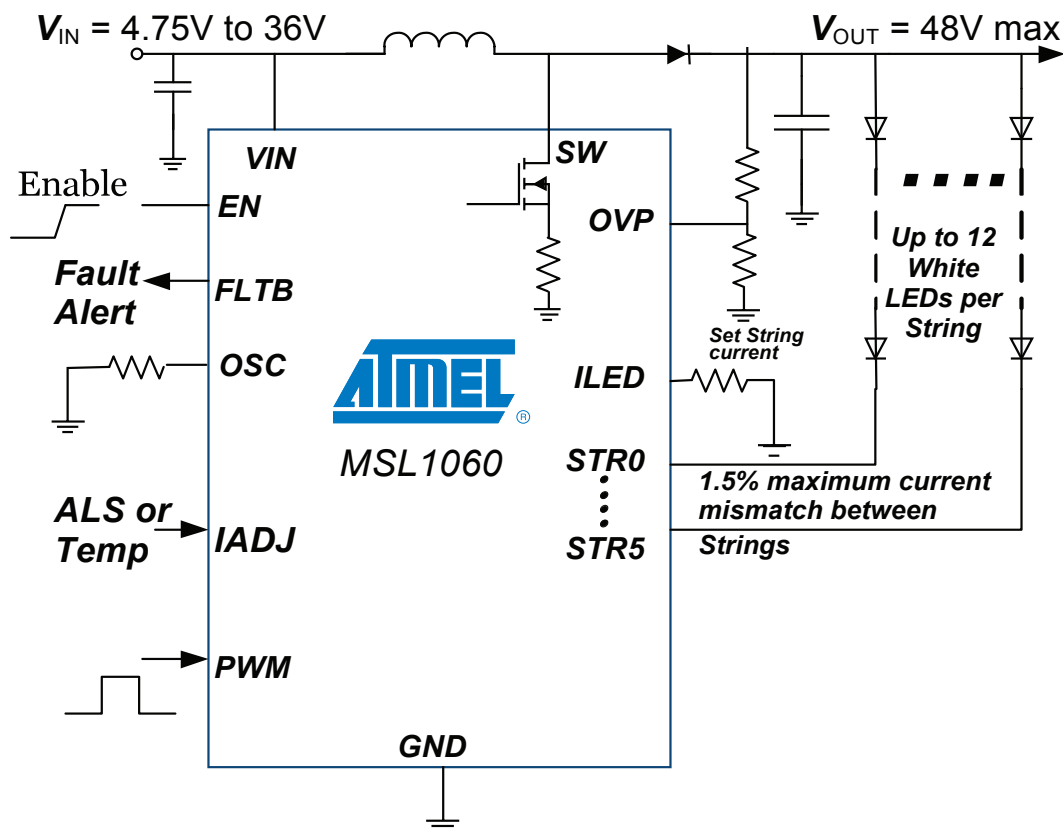 VIN = 4.75V to 36V
VOUT = 48V max
VIN
SW
Enable
EN
OVP
Up to 12
White
LEDs per
String
Fault
Alert
FLTB
Set String
current
OSC
ILED
ATMEL
®
MSL1060
STR0
1.5% maximum current
mismatch between
Strings
ALS or
Temp
IADJ
STR5
PWM
GND